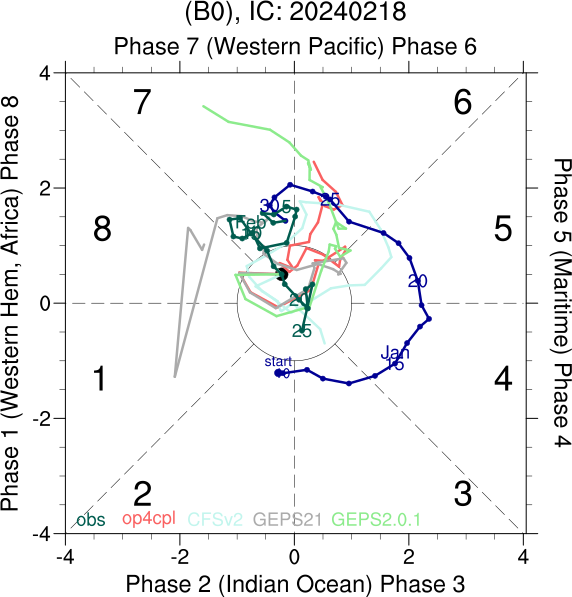 (B0), IC: 20240218
Phase 7 (Western Pacific) Phase 6
Phase 1 (Western Hem, Africa) Phase 8
Phase 5 (Maritime) Phase 4
4
2
0
-2
-4
7
6
8
5
1
4
2
3
30
5
25
Feb
10
20
25
Jan
15
start
obs op4cpl CFSv2 GEPS21 GEPS2.0.1
-4 -2 0 2 4
Phase 2 (Indian Ocean) Phase 3